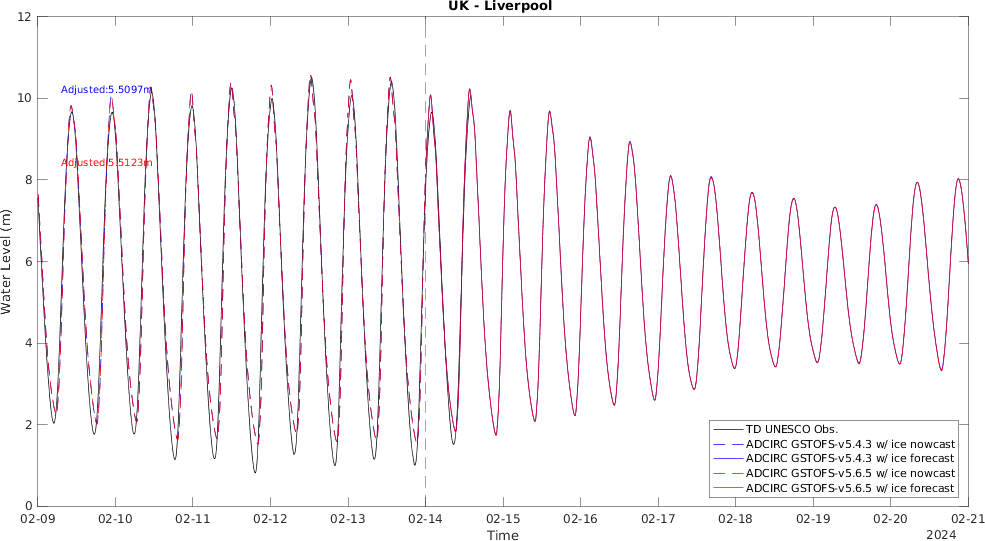 UK - Liverpool
12
10
8
6
4
2
0
Water Level (m)
Adjusted:5.5097m
Adjusted:5.5123m
TD UNESCO Obs.
ADCIRC GSTOFS-v5.4.3 w/ ice nowcast
ADCIRC GSTOFS-v5.4.3 w/ ice forecast
ADCIRC GSTOFS-v5.6.5 w/ ice nowcast
ADCIRC GSTOFS-v5.6.5 w/ ice forecast
02-09 02-10 02-11 02-12 02-13 02-14 02-15 02-16 02-17 02-18 02-19 02-20 02-21
Time
2024